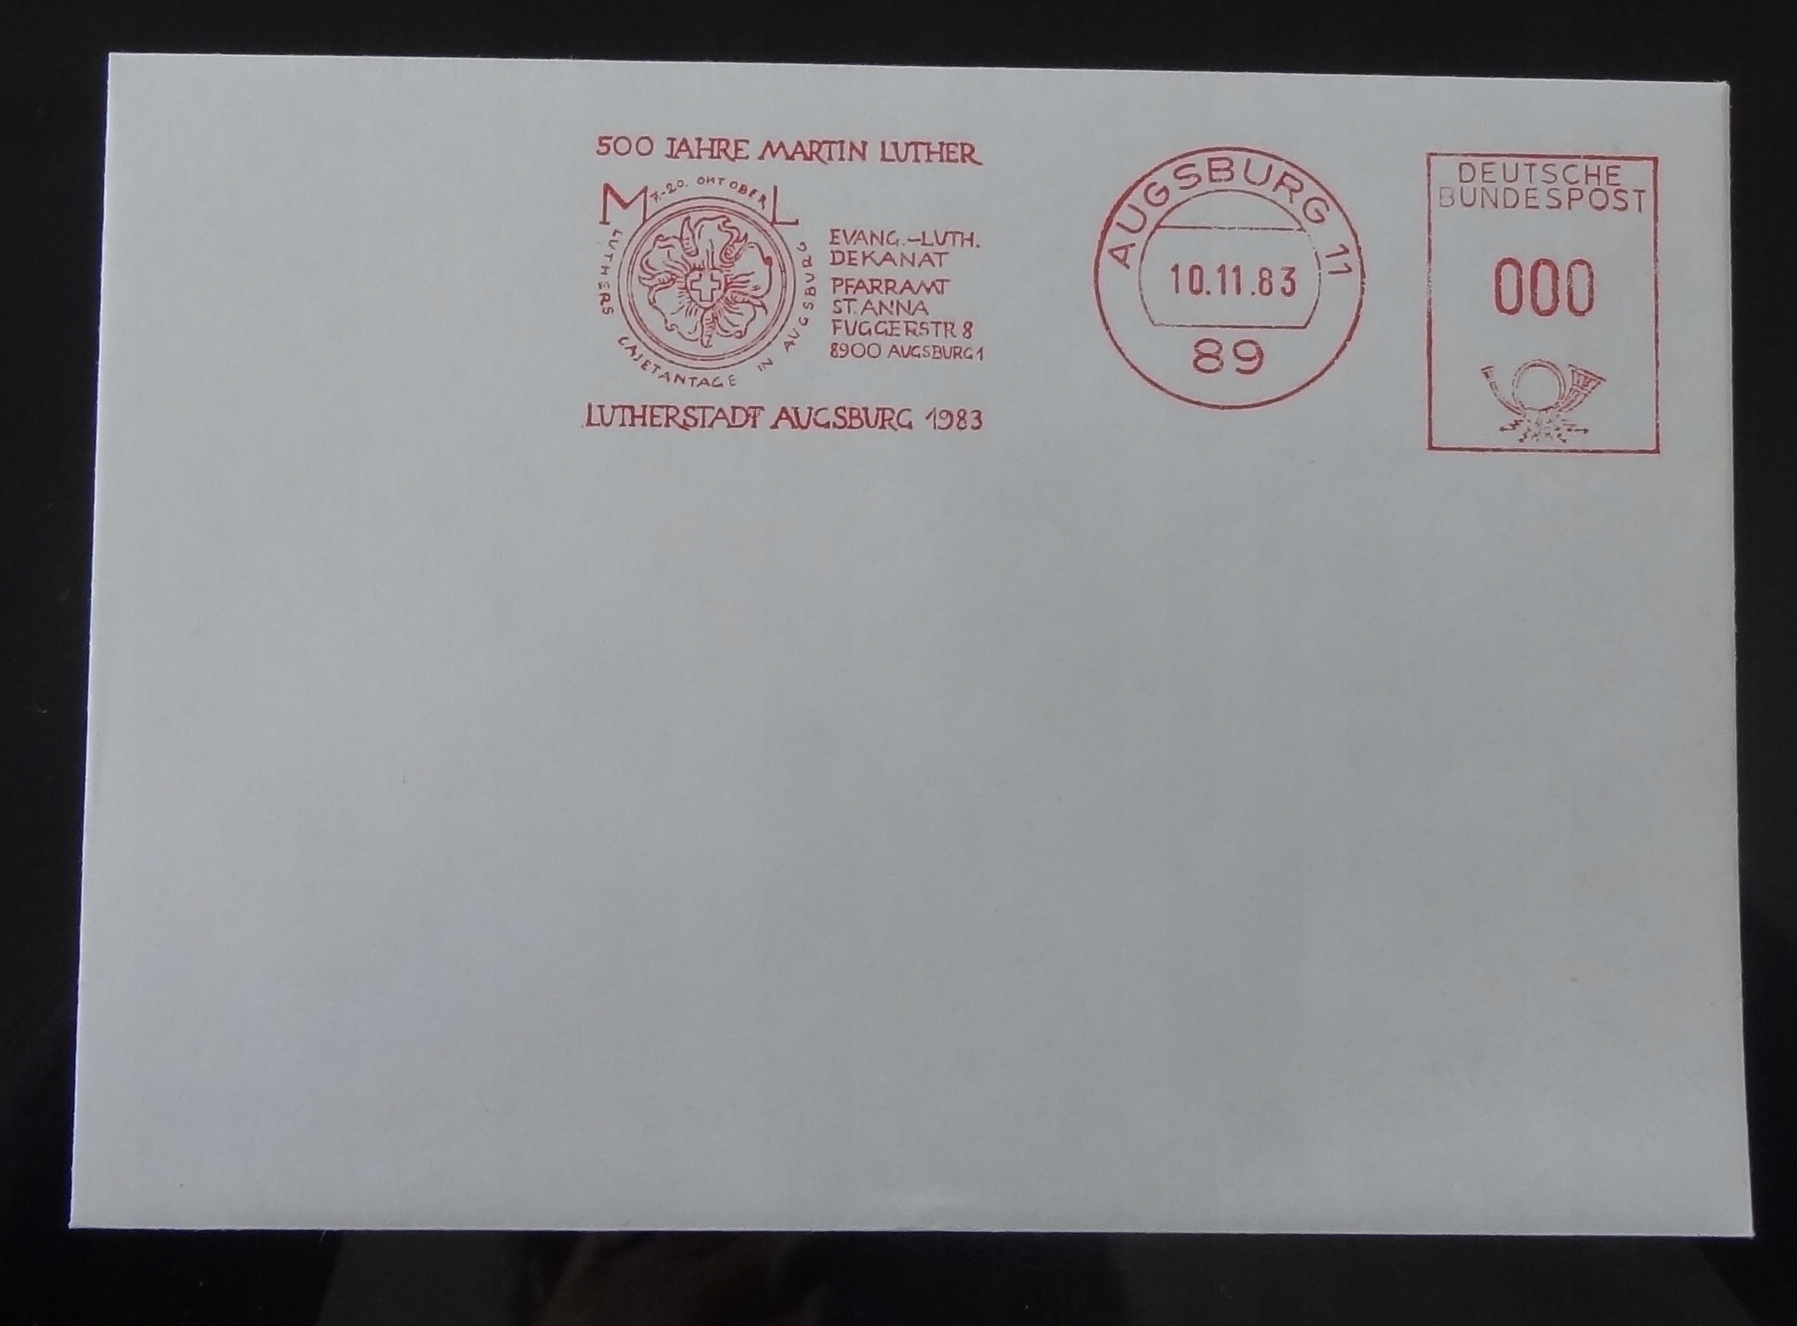 500 JAHRE MARTIN LUTHER
M L
7.-20. OKTOBER
LUTHERS CAJETANTAGE IN AUGSBURG
EVANG.-LUTH.
DEKANAT
PFARRAMT
ST. ANNA
FUGGERSTR 8
8900 AUGSBURG 1
LUTHERSTADT AUGSBURG 1983
AUGSBURG 11
10.11.83
89
DEUTSCHE
BUNDESPOST
000